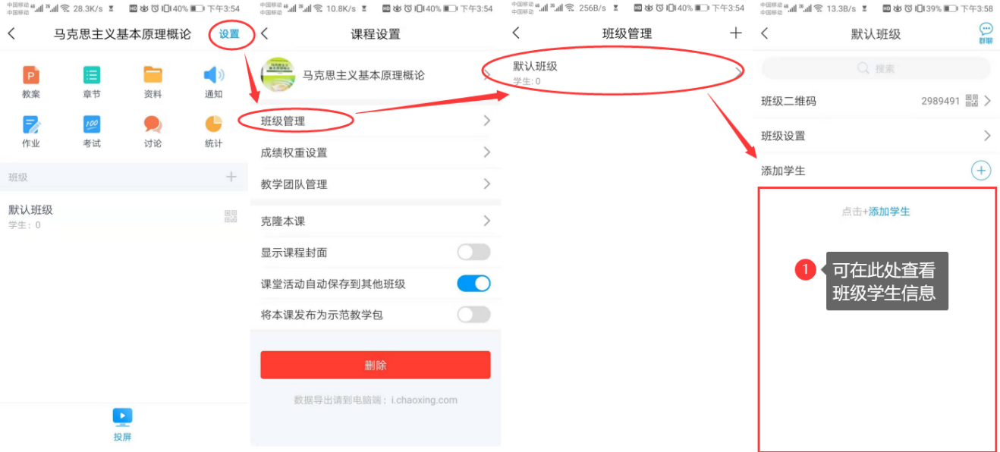 中国移动
中国移动
28.3K/s
HD
40%
下午3:54
马克思主义基本原理概论
设置
P
教案
章节
资料
通知
作业
100
考试
讨论
统计
班级
默认班级
学生：0
投屏
中国移动
中国移动
10.8K/s
HD
40%
下午3:54
课程设置
马克思主义基本原理概论
班级管理
成绩权重设置
教学团队管理
克隆本课
显示课程封面
课堂活动自动保存到其他班级
将本课发布为示范教学包
删除
数据导出请到电脑端：i.chaoxing.com
中国移动
中国移动
256B/s
HD
40%
下午3:54
班级管理
默认班级
学生: 0
中国移动
中国移动
13.3B/s
HD
39%
下午3:58
默认班级
群聊
搜索
班级二维码
2989491
班级设置
添加学生
点击+添加学生
1
可在此处查看
班级学生信息